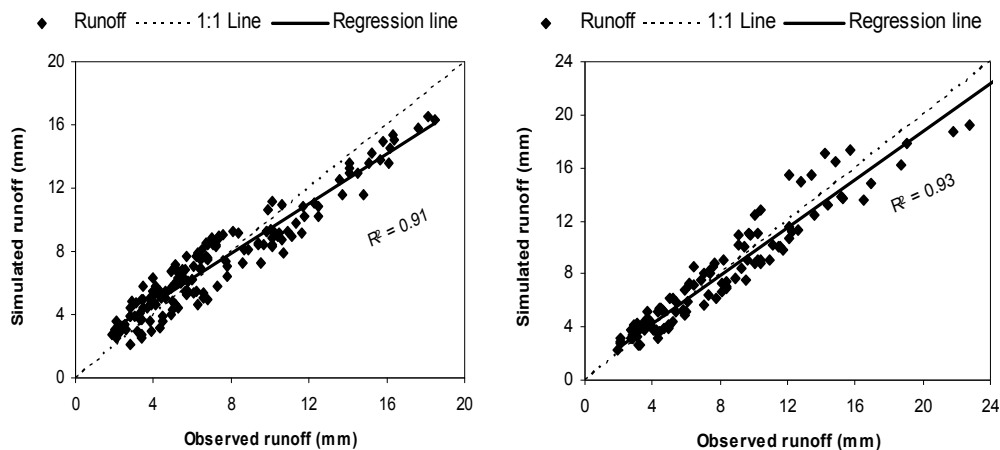 Runoff 1:1 Line Regression line
20
16
12
8
4
0
0 4 8 12 16 20
Simulated runoff (mm)
Observed runoff (mm)
R² = 0.91
Runoff 1:1 Line Regression line
24
20
16
12
8
4
0
0 4 8 12 16 20 24
Simulated runoff (mm)
Observed runoff (mm)
R² = 0.93